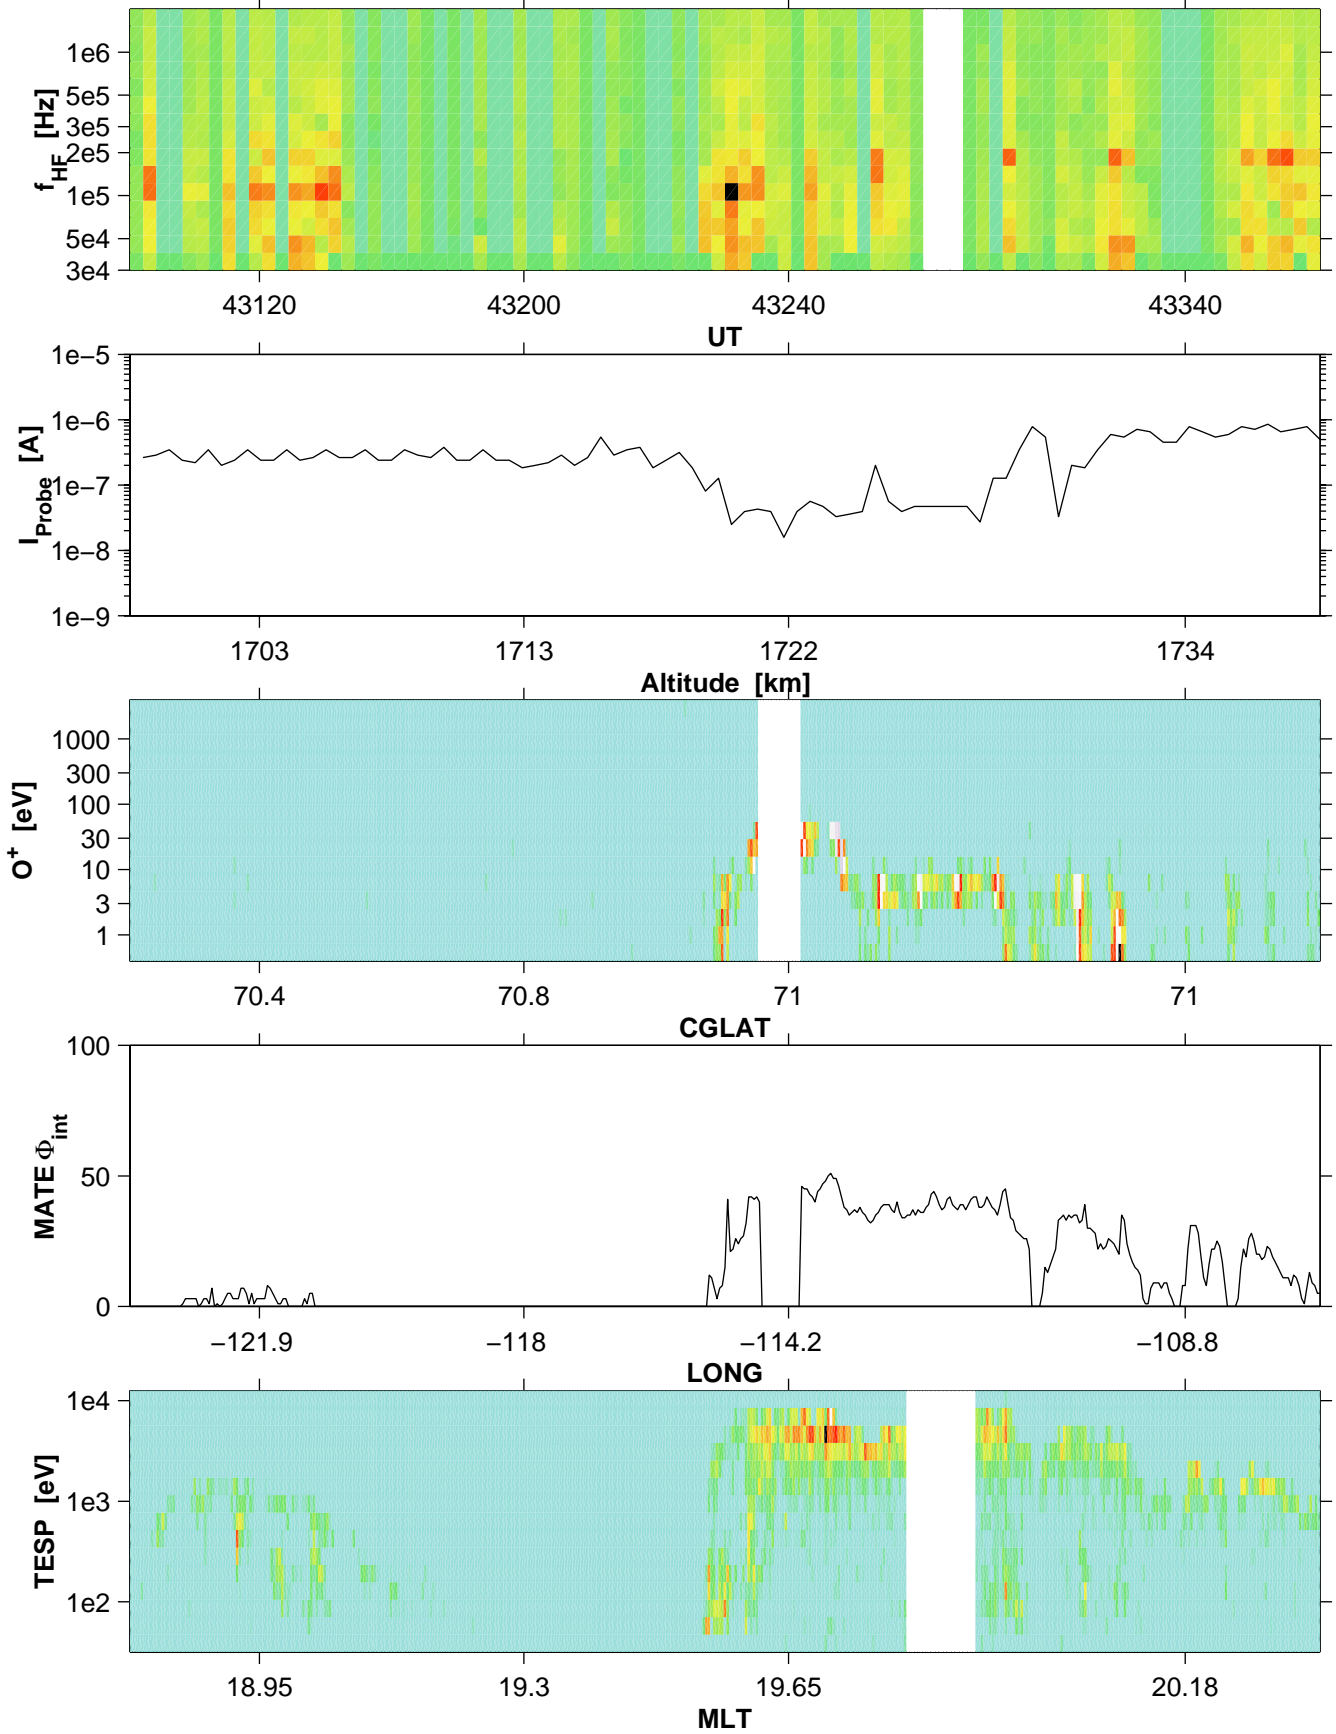 f_HF [Hz]
1e6
5e5
3e5
2e5
1e5
5e4
3e4
43120 43200 43240 43340
UT
I_Probe [A]
1e−5
1e−6
1e−7
1e−8
1e−9
1703 1713 1722 1734
Altitude [km]
O⁺ [eV]
1000
300
100
30
10
3
1
70.4 70.8 71 71
CGLAT
MATE Φ_int
100
50
0
−121.9 −118 −114.2 −108.8
LONG
TESP [eV]
1e4
1e3
1e2
18.95 19.3 19.65 20.18
MLT